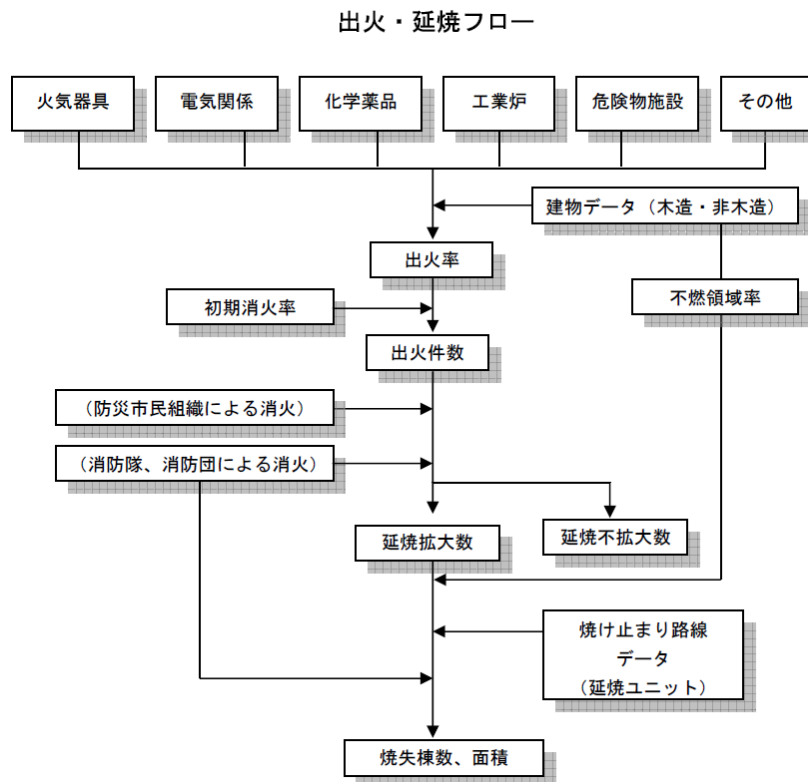 出火・延焼フロー
火気器具
電気関係
化学薬品
工業炉
危険物施設
その他
建物データ（木造・非木造）
出火率
不燃領域率
初期消火率
出火件数
（防災市民組織による消火）
（消防隊、消防団による消火）
延焼拡大数
延焼不拡大数
焼け止まり路線
データ
（延焼ユニット）
焼失棟数、面積